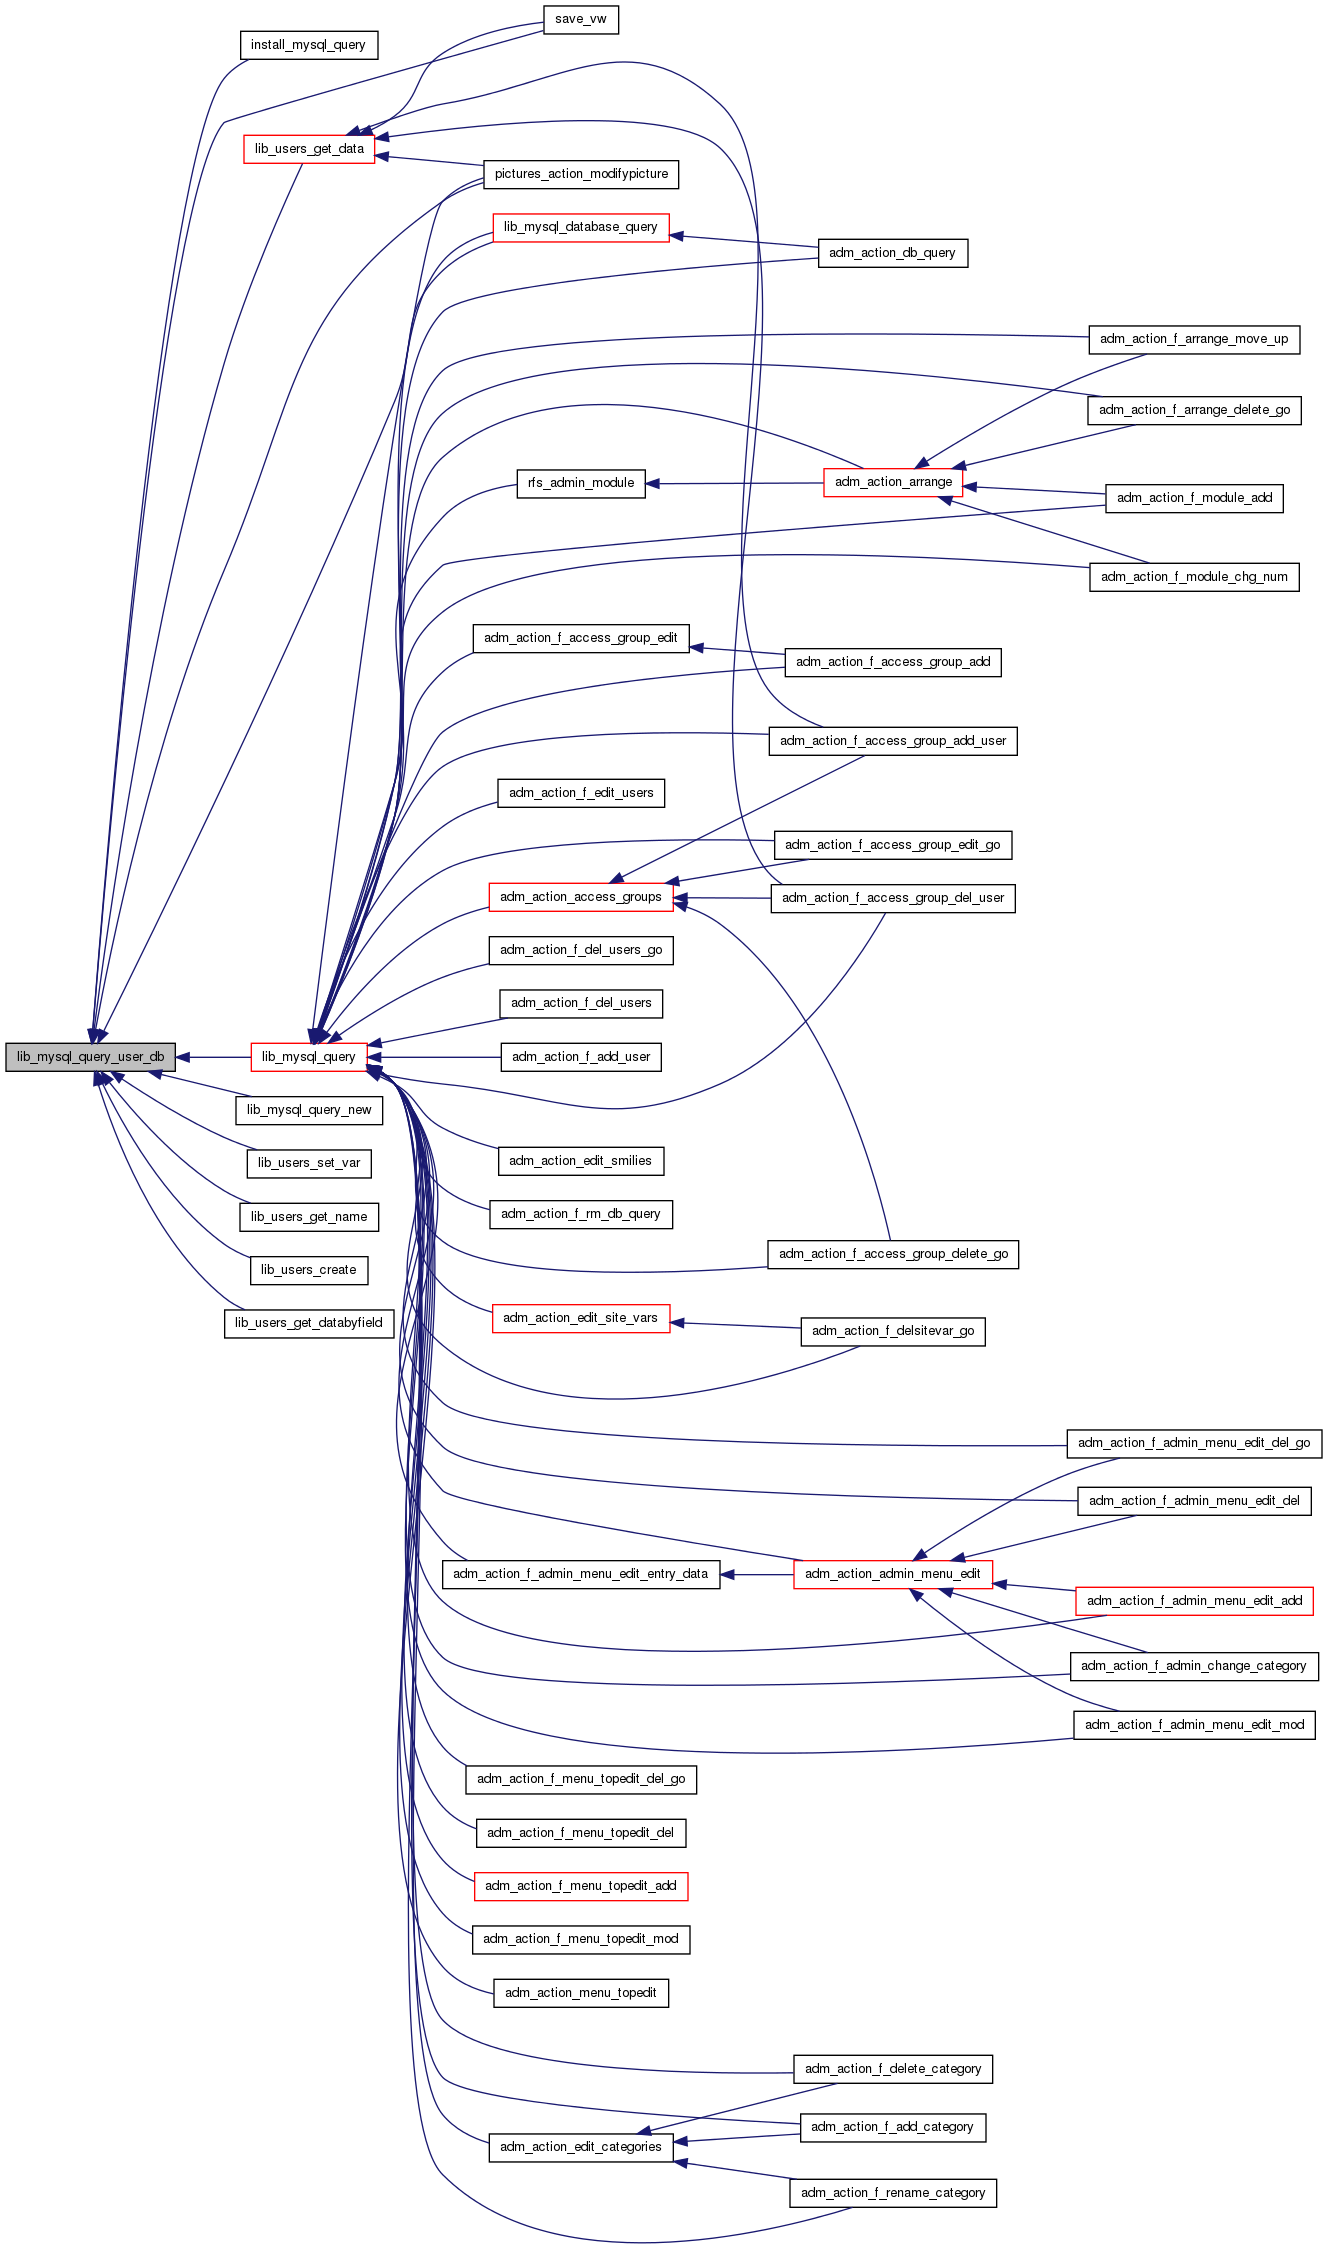 save_vw
install_mysql_query
lib_users_get_data
pictures_action_modifypicture
lib_mysql_database_query
adm_action_db_query
adm_action_f_arrange_move_up
adm_action_f_arrange_delete_go
rfs_admin_module
adm_action_arrange
adm_action_f_module_add
adm_action_f_module_chg_num
adm_action_f_access_group_edit
adm_action_f_access_group_add
adm_action_f_access_group_add_user
adm_action_f_edit_users
adm_action_f_access_group_edit_go
adm_action_access_groups
adm_action_f_access_group_del_user
adm_action_f_del_users_go
adm_action_f_del_users
lib_mysql_query_user_db
lib_mysql_query
adm_action_f_add_user
lib_mysql_query_new
lib_users_set_var
adm_action_edit_smilies
lib_users_get_name
adm_action_f_rm_db_query
adm_action_f_access_group_delete_go
lib_users_create
lib_users_get_databyfield
adm_action_edit_site_vars
adm_action_f_delsitevar_go
adm_action_f_admin_menu_edit_del_go
adm_action_f_admin_menu_edit_del
adm_action_f_admin_menu_edit_entry_data
adm_action_admin_menu_edit
adm_action_f_admin_menu_edit_add
adm_action_f_admin_change_category
adm_action_f_admin_menu_edit_mod
adm_action_f_menu_topedit_del_go
adm_action_f_menu_topedit_del
adm_action_f_menu_topedit_add
adm_action_f_menu_topedit_mod
adm_action_menu_topedit
adm_action_f_delete_category
adm_action_f_add_category
adm_action_edit_categories
adm_action_f_rename_category